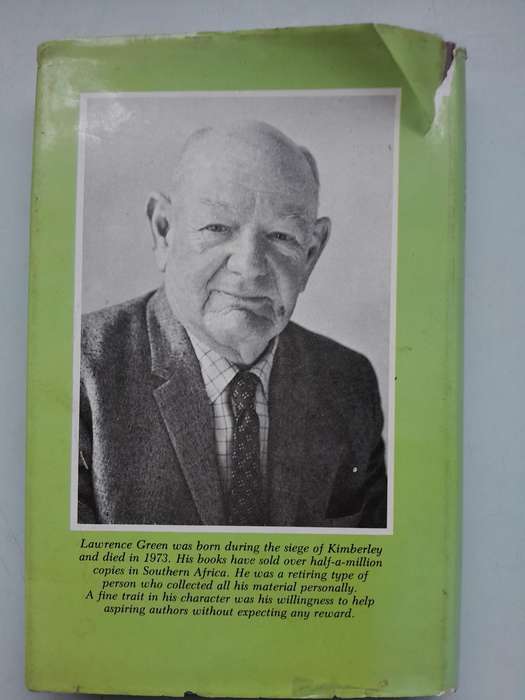 Lawrence Green was born during the siege of Kimberley
and died in 1973. His books have sold over half-a-million
copies in Southern Africa. He was a retiring type of
person who collected all his material personally.
A fine trait in his character was his willingness to help
aspiring authors without expecting any reward.